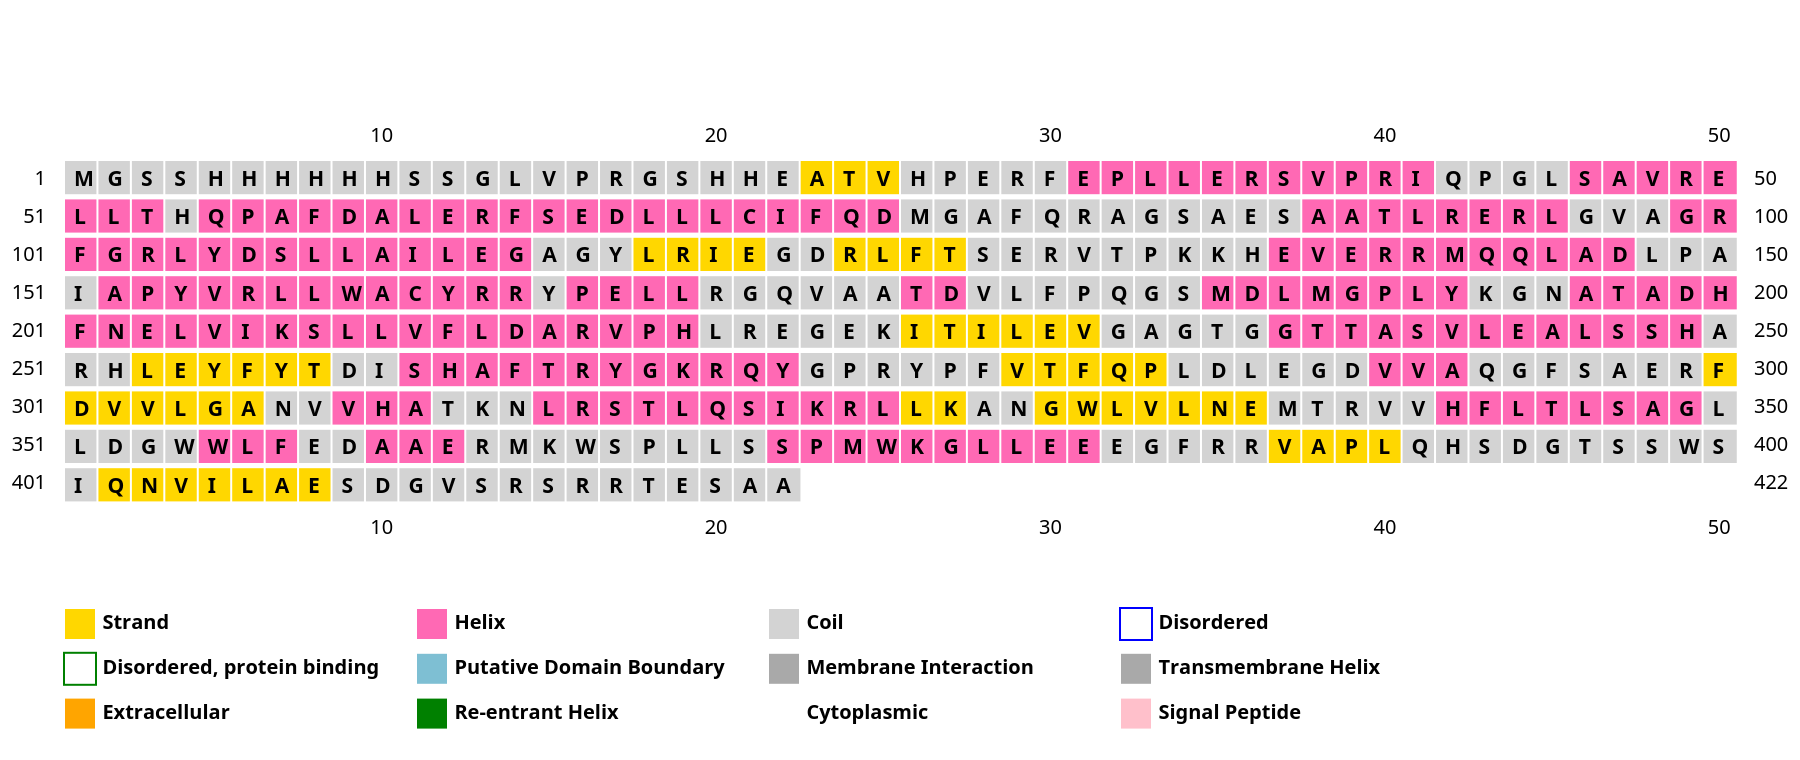 10 20 30 40 50
1 M G S S H H H H H H S S G L V P R G S H H E A T V H P E R F E P L L E R S V P R I Q P G L S A V R E 50
51 L L T H Q P A F D A L E R F S E D L L L C I F Q D M G A F Q R A G S A E S A A T L R E R L G V A G R 100
101 F G R L Y D S L L A I L E G A G Y L R I E G D R L F T S E R V T P K K H E V E R R M Q Q L A D L P A 150
151 I A P Y V R L L W A C Y R R Y P E L L R G Q V A A T D V L F P Q G S M D L M G P L Y K G N A T A D H 200
201 F N E L V I K S L L V F L D A R V P H L R E G E K I T I L E V G A G T G G T T A S V L E A L S S H A 250
251 R H L E Y F Y T D I S H A F T R Y G K R Q Y G P R Y P F V T F Q P L D L E G D V V A Q G F S A E R F 300
301 D V V L G A N V V H A T K N L R S T L Q S I K R L L K A N G W L V L N E M T R V V H F L T L S A G L 350
351 L D G W W L F E D A A E R M K W S P L L S S P M W K G L L E E E G F R R V A P L Q H S D G T S S W S 400
401 I Q N V I L A E S D G V S R S R R T E S A A 422
10 20 30 40 50
Strand Helix Coil Disordered
Disordered, protein binding Putative Domain Boundary Membrane Interaction Transmembrane Helix
Extracellular Re-entrant Helix Cytoplasmic Signal Peptide